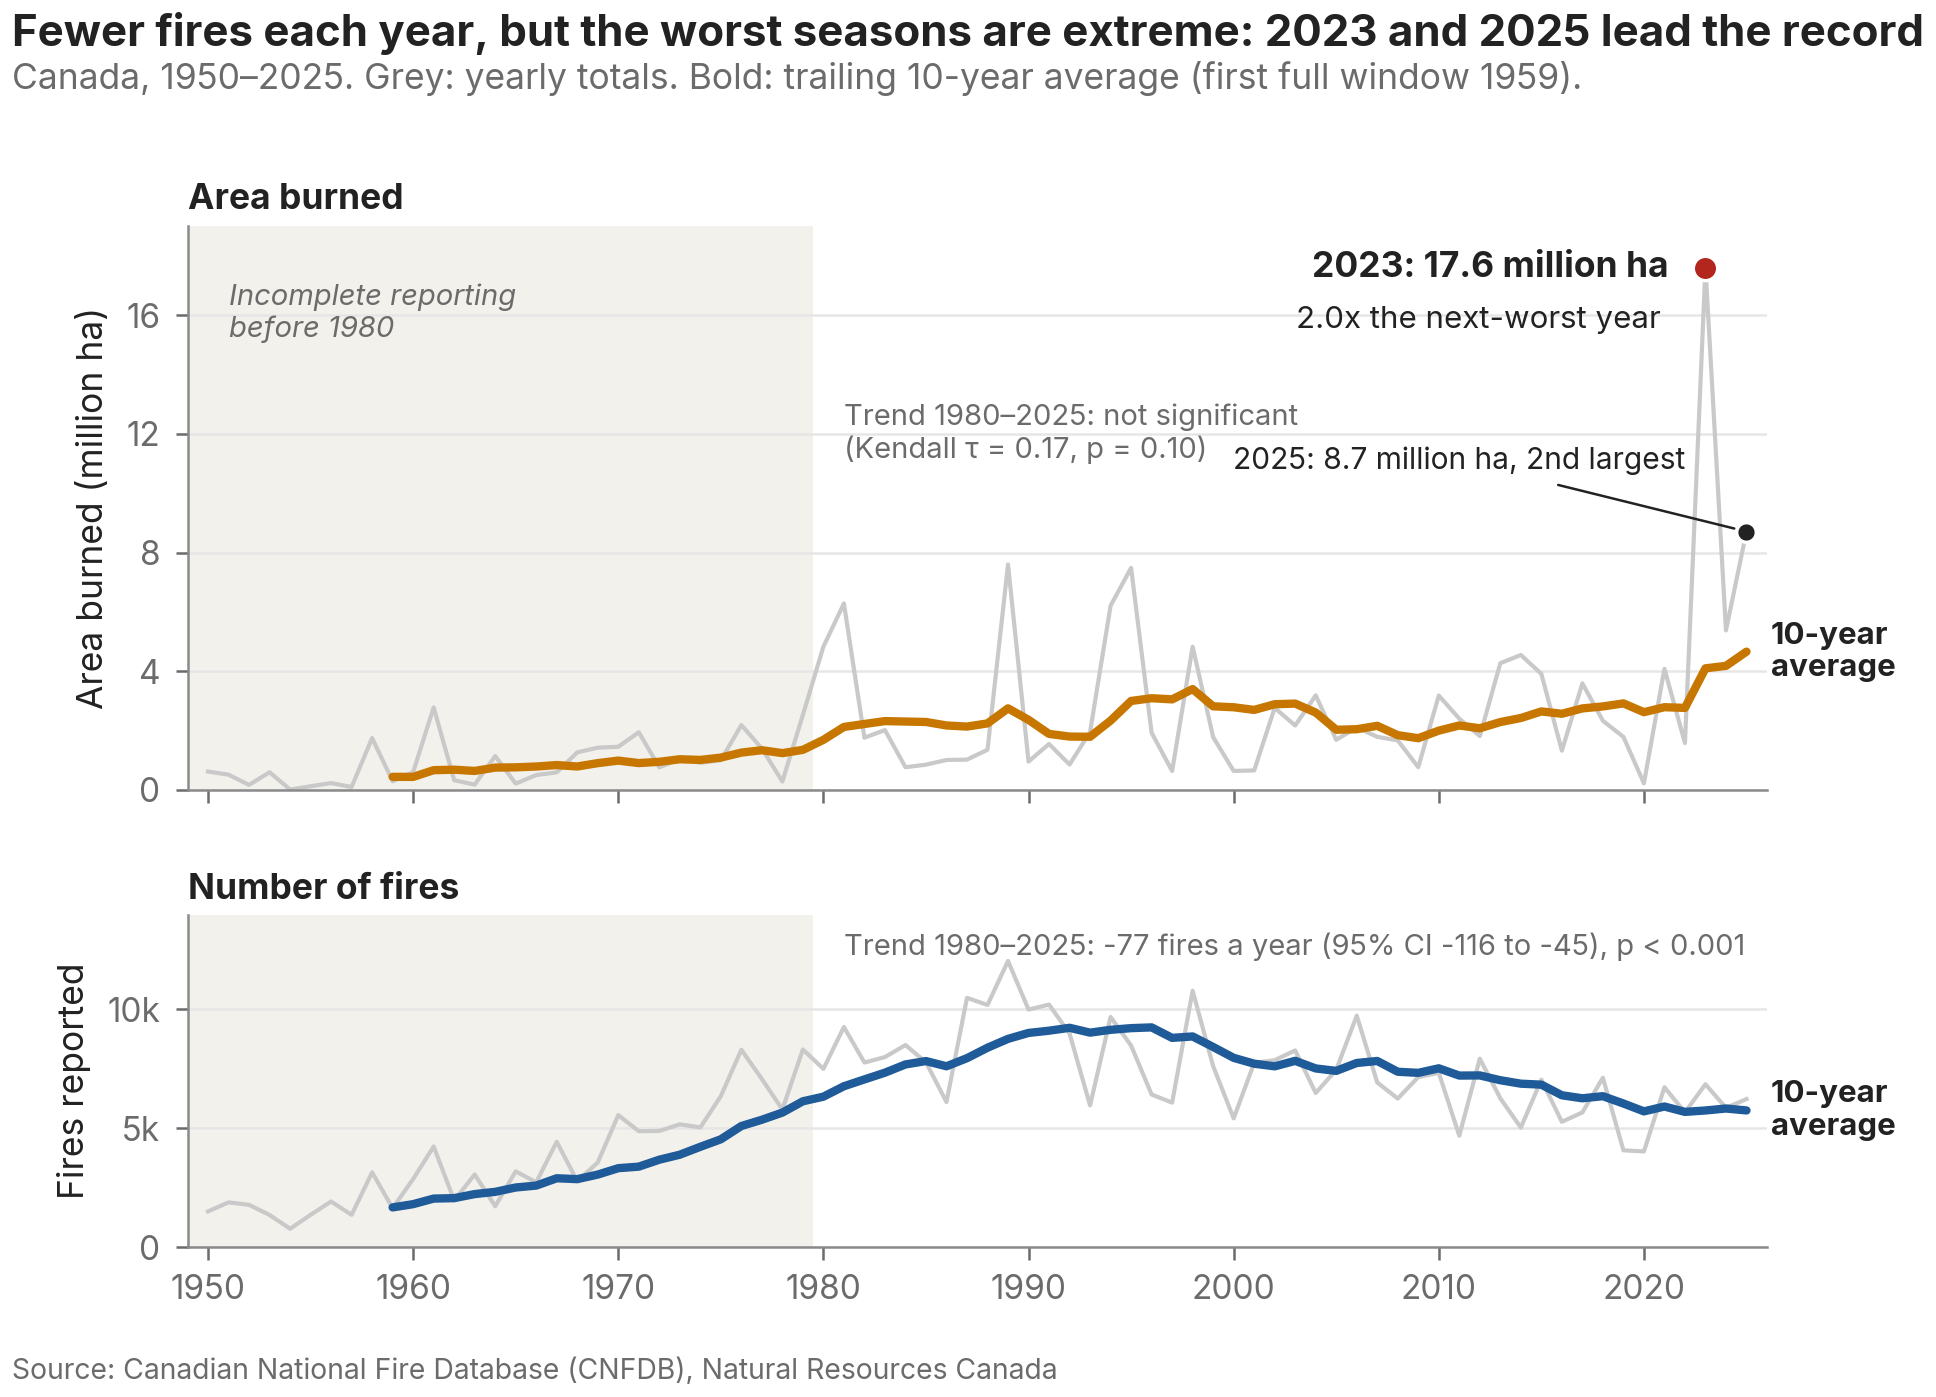 Fewer fires each year, but the worst seasons are extreme: 2023 and 2025 lead the record
Canada, 1950–2025. Grey: yearly totals. Bold: trailing 10-year average (first full window 1959).
Area burned
Area burned (million ha)
16
12
8
4
0
Incomplete reporting
before 1980
2023: 17.6 million ha
2.0x the next-worst year
Trend 1980–2025: not significant
(Kendall τ = 0.17, p = 0.10)
2025: 8.7 million ha, 2nd largest
10-year
average
Number of fires
Fires reported
10k
5k
0
Trend 1980–2025: -77 fires a year (95% CI -116 to -45), p < 0.001
10-year
average
1950 1960 1970 1980 1990 2000 2010 2020
Source: Canadian National Fire Database (CNFDB), Natural Resources Canada